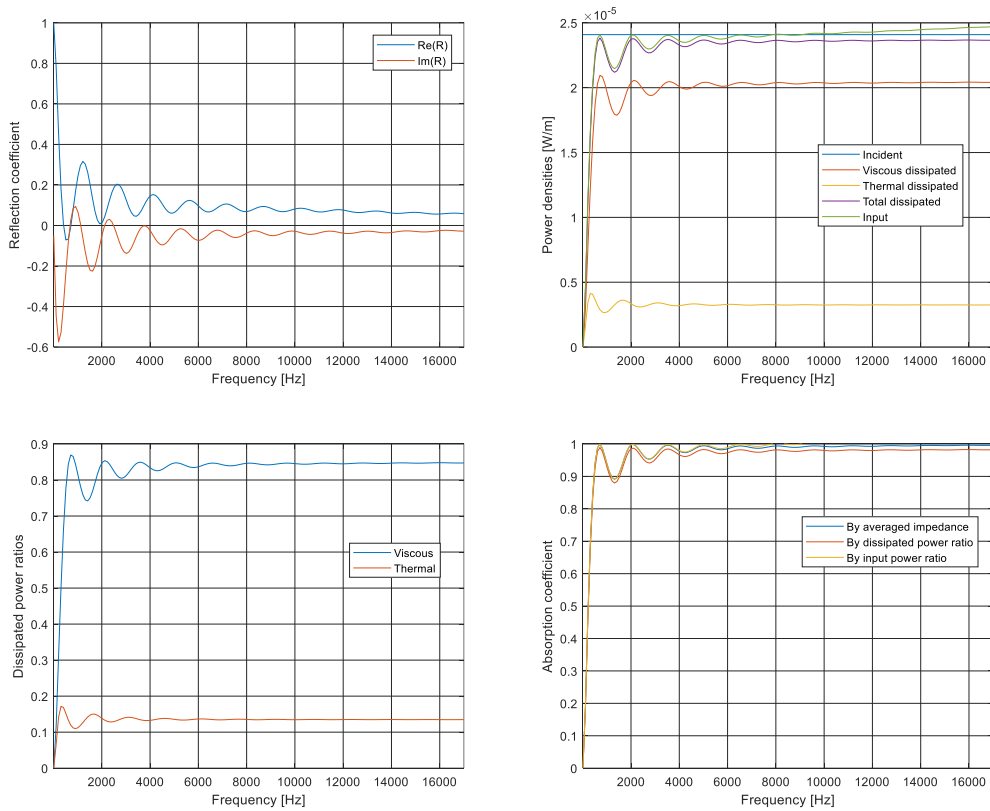 1
0.8
0.6
0.4
0.2
0
-0.2
-0.4
-0.6
Reflection coefficient
Re(R)
Im(R)
2000 4000 6000 8000 10000 12000 14000 16000
Frequency [Hz]
×10⁻⁵
2.5
2
1.5
1
0.5
0
Power densities [W/m]
Incident
Viscous dissipated
Thermal dissipated
Total dissipated
Input
2000 4000 6000 8000 10000 12000 14000 16000
Frequency [Hz]
0.9
0.8
0.7
0.6
0.5
0.4
0.3
0.2
0.1
0
Dissipated power ratios
Viscous
Thermal
2000 4000 6000 8000 10000 12000 14000 16000
Frequency [Hz]
1
0.9
0.8
0.7
0.6
0.5
0.4
0.3
0.2
0.1
0
Absorption coefficient
By averaged impedance
By dissipated power ratio
By input power ratio
2000 4000 6000 8000 10000 12000 14000 16000
Frequency [Hz]